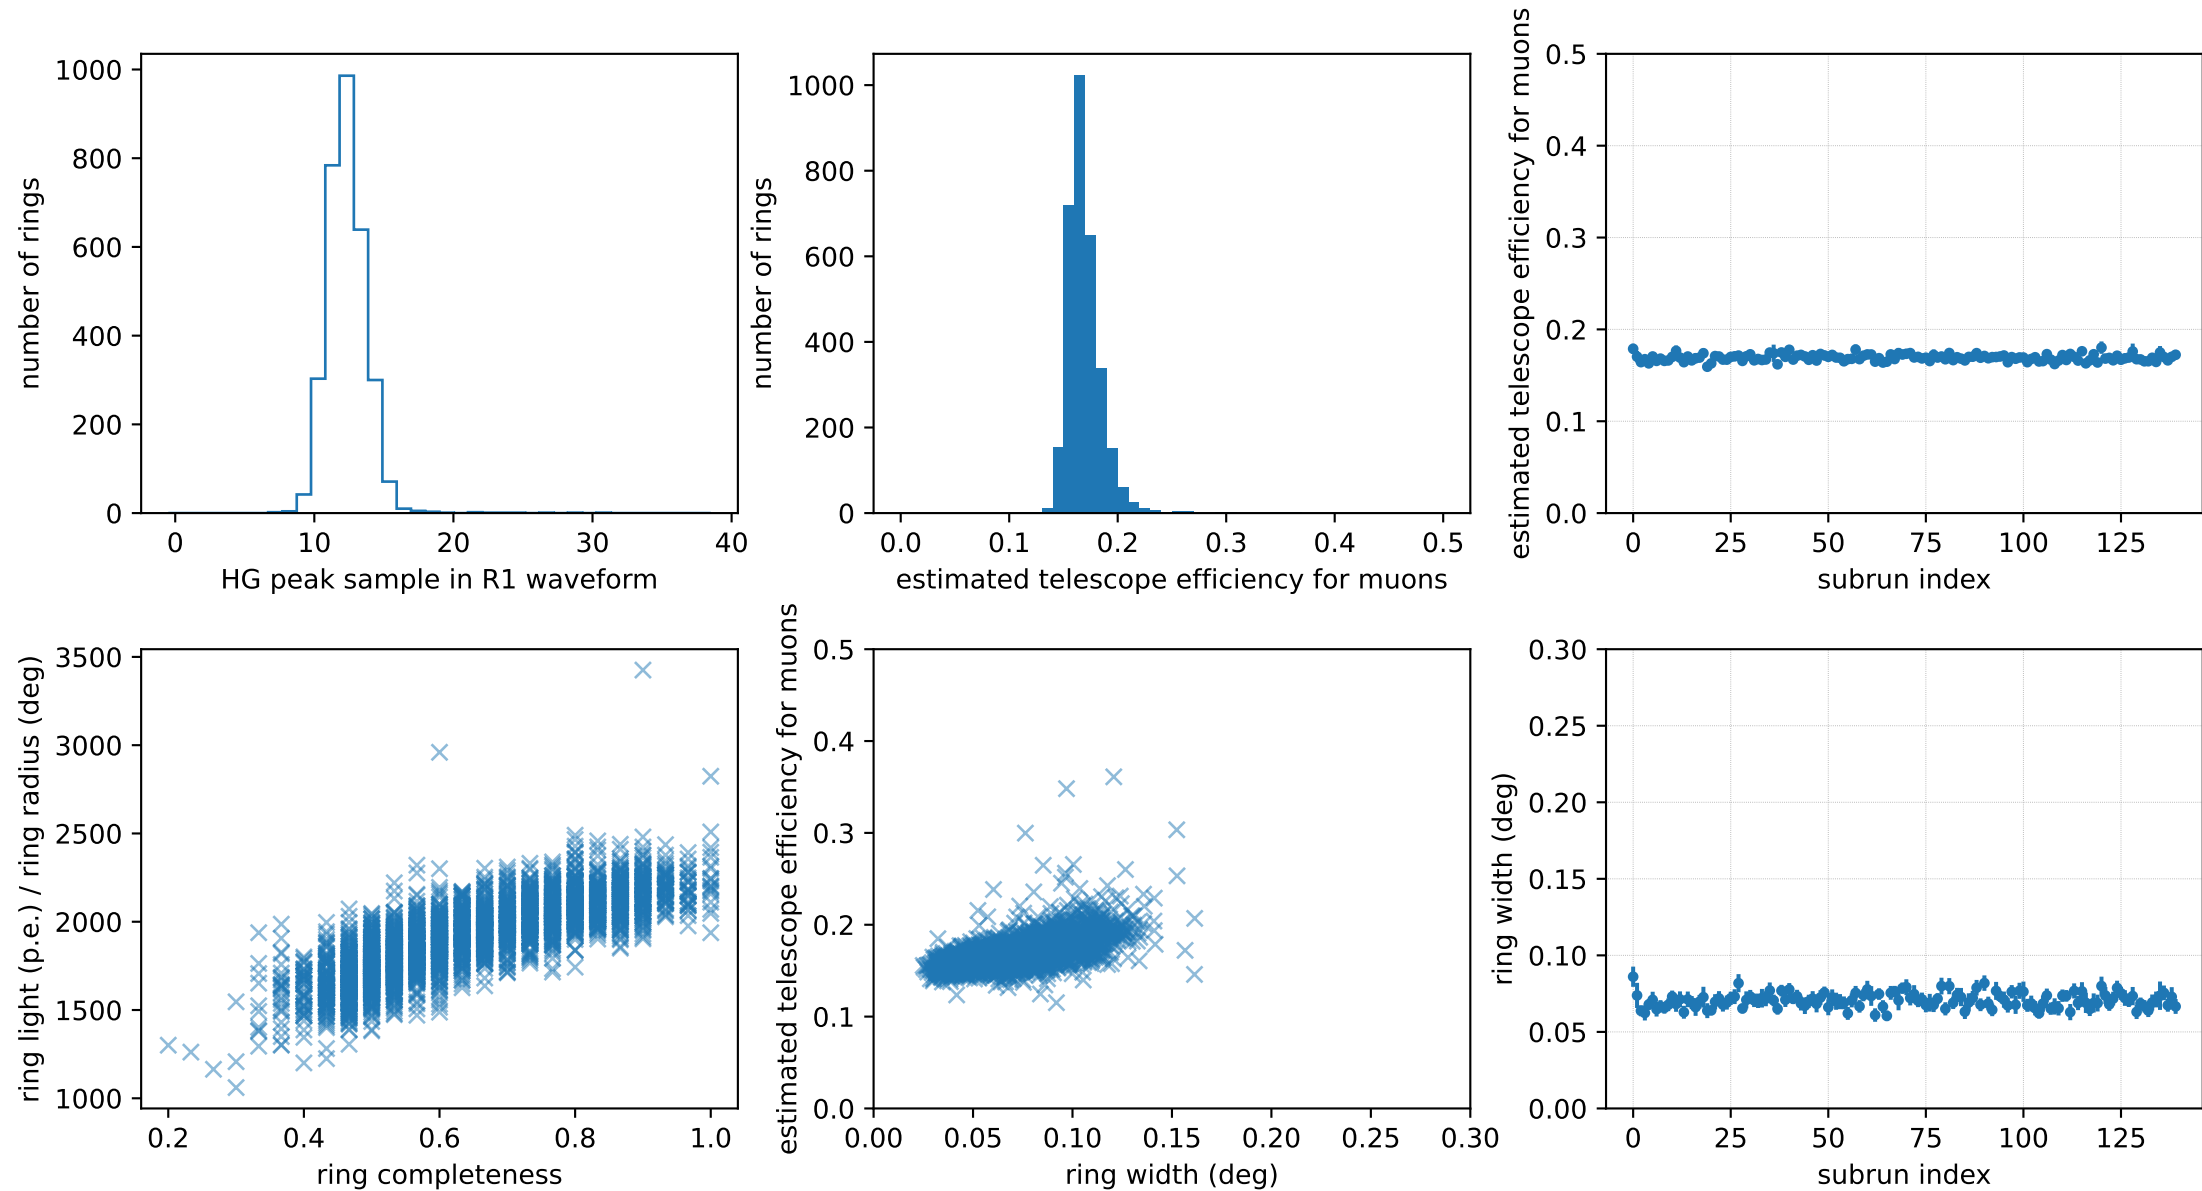 number of rings
1000
800
600
400
200
0
0 10 20 30 40
HG peak sample in R1 waveform
number of rings
1000
800
600
400
200
0
0.0 0.1 0.2 0.3 0.4 0.5
estimated telescope efficiency for muons
estimated telescope efficiency for muons
0.5
0.4
0.3
0.2
0.1
0.0
0 25 50 75 100 125
subrun index
ring light (p.e.) / ring radius (deg)
3500
3000
2500
2000
1500
1000
0.2 0.4 0.6 0.8 1.0
ring completeness
estimated telescope efficiency for muons
0.5
0.4
0.3
0.2
0.1
0.0
0.00 0.05 0.10 0.15 0.20 0.25 0.30
ring width (deg)
ring width (deg)
0.30
0.25
0.20
0.15
0.10
0.05
0.00
0 25 50 75 100 125
subrun index